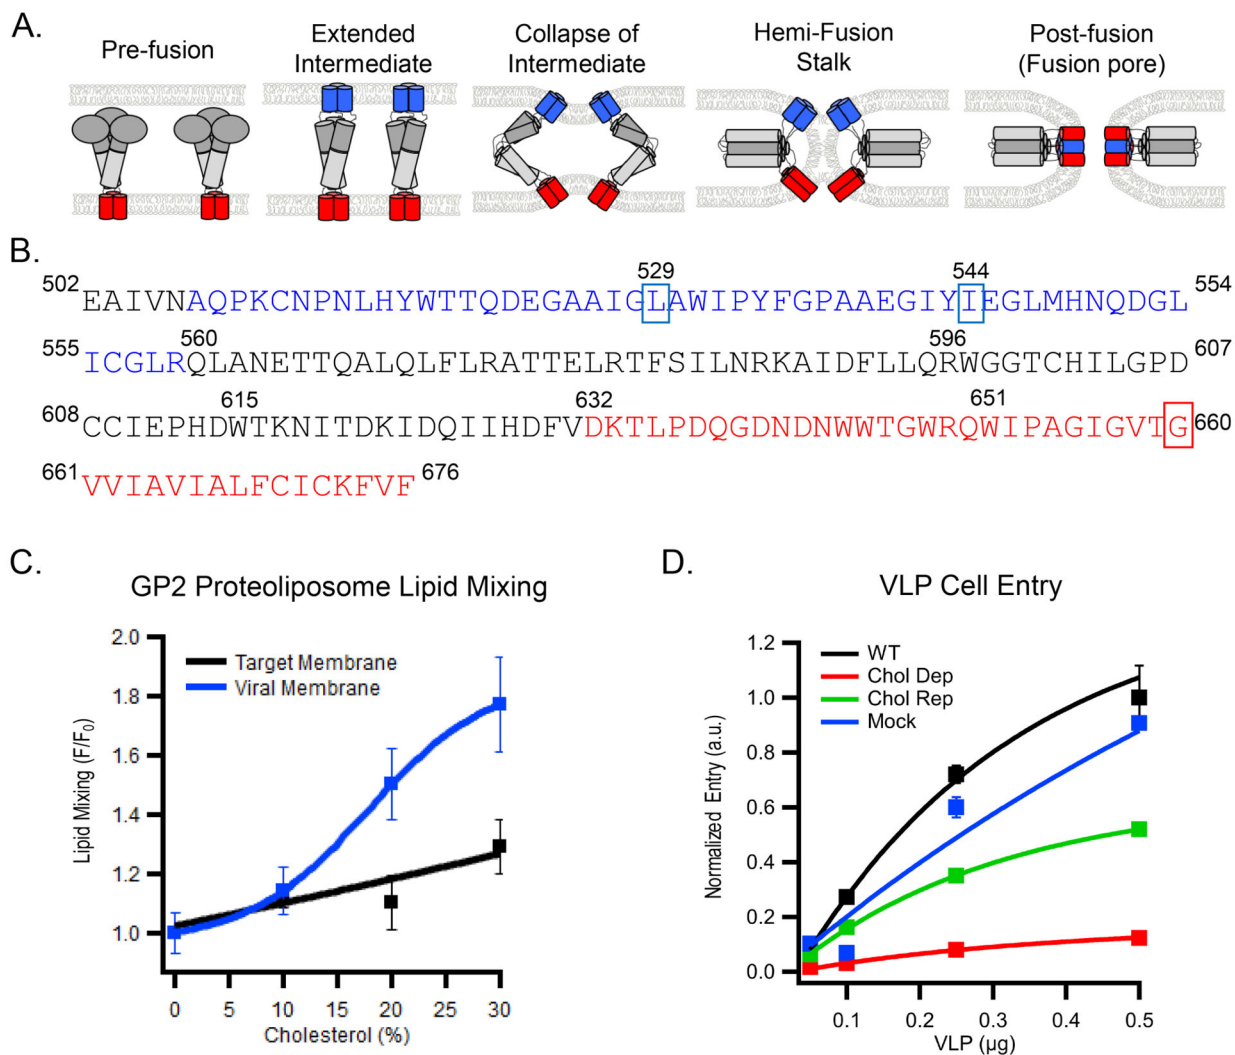 A.
Pre-fusion
Extended
Intermediate
Collapse of
Intermediate
Hemi-Fusion
Stalk
Post-fusion
(Fusion pore)
B.
529 544
502 EAIVNAQPKCNPNLHYWTTQDEGAAIGLAWIPYFGPAAEGIYIEGLMHNQDGL 554
560 596
555 ICGLRQLANETTQALQLFLRATTELRTFSILNRKAIDFLLQRWGGTCHILGPD 607
615 632 651
608 CCIEPHDWTKNITDKIDQIIHDFVDKTLPDQGDNDNWWTGWRQWIPAGIGVTG 660
661 VVIAVIALFCICKFVF 676
C.
GP2 Proteoliposome Lipid Mixing
Target Membrane
Viral Membrane
Lipid Mixing (F/F0)
2.0
1.8
1.6
1.4
1.2
1.0
0 5 10 15 20 25 30
Cholesterol (%)
D.
VLP Cell Entry
WT
Chol Dep
Chol Rep
Mock
Normalized Entry (a.u.)
1.2
1.0
0.8
0.6
0.4
0.2
0.0
0.1 0.2 0.3 0.4 0.5
VLP (µg)